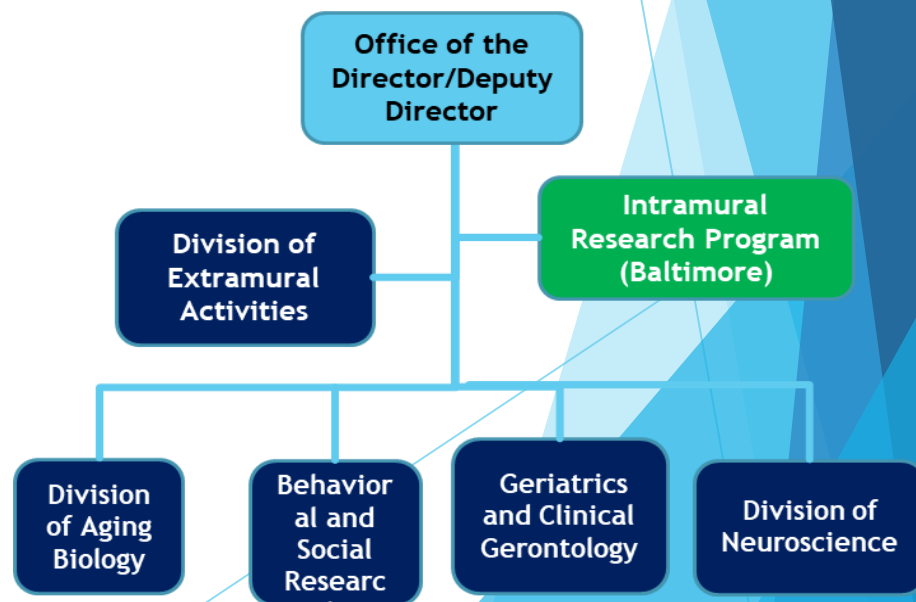 Office of the
Director/Deputy
Director
Intramural
Research Program
(Baltimore)
Division of
Extramural
Activities
Division
of Aging
Biology
Behavior
al and
Social
Researc
Geriatrics
and Clinical
Gerontology
Division of
Neuroscience